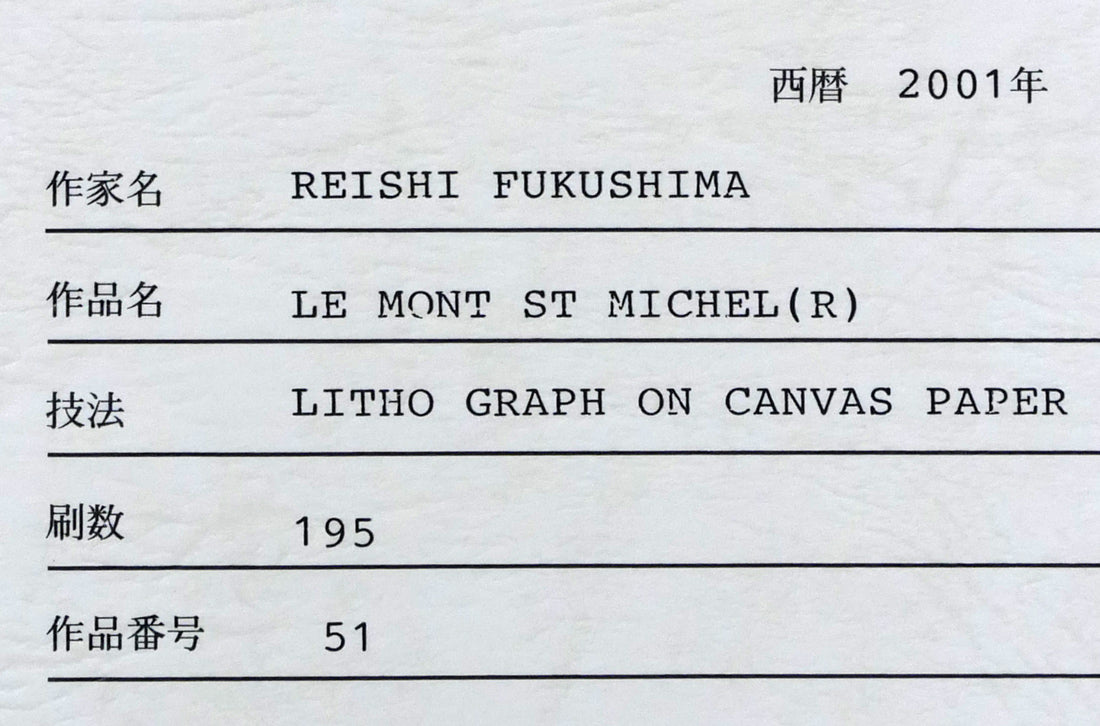 西暦 2001年
作家名 REISHI FUKUSHIMA
作品名 LE MONT ST MICHEL(R)
技法 LITHO GRAPH ON CANVAS PAPER
刷数 195
作品番号 51